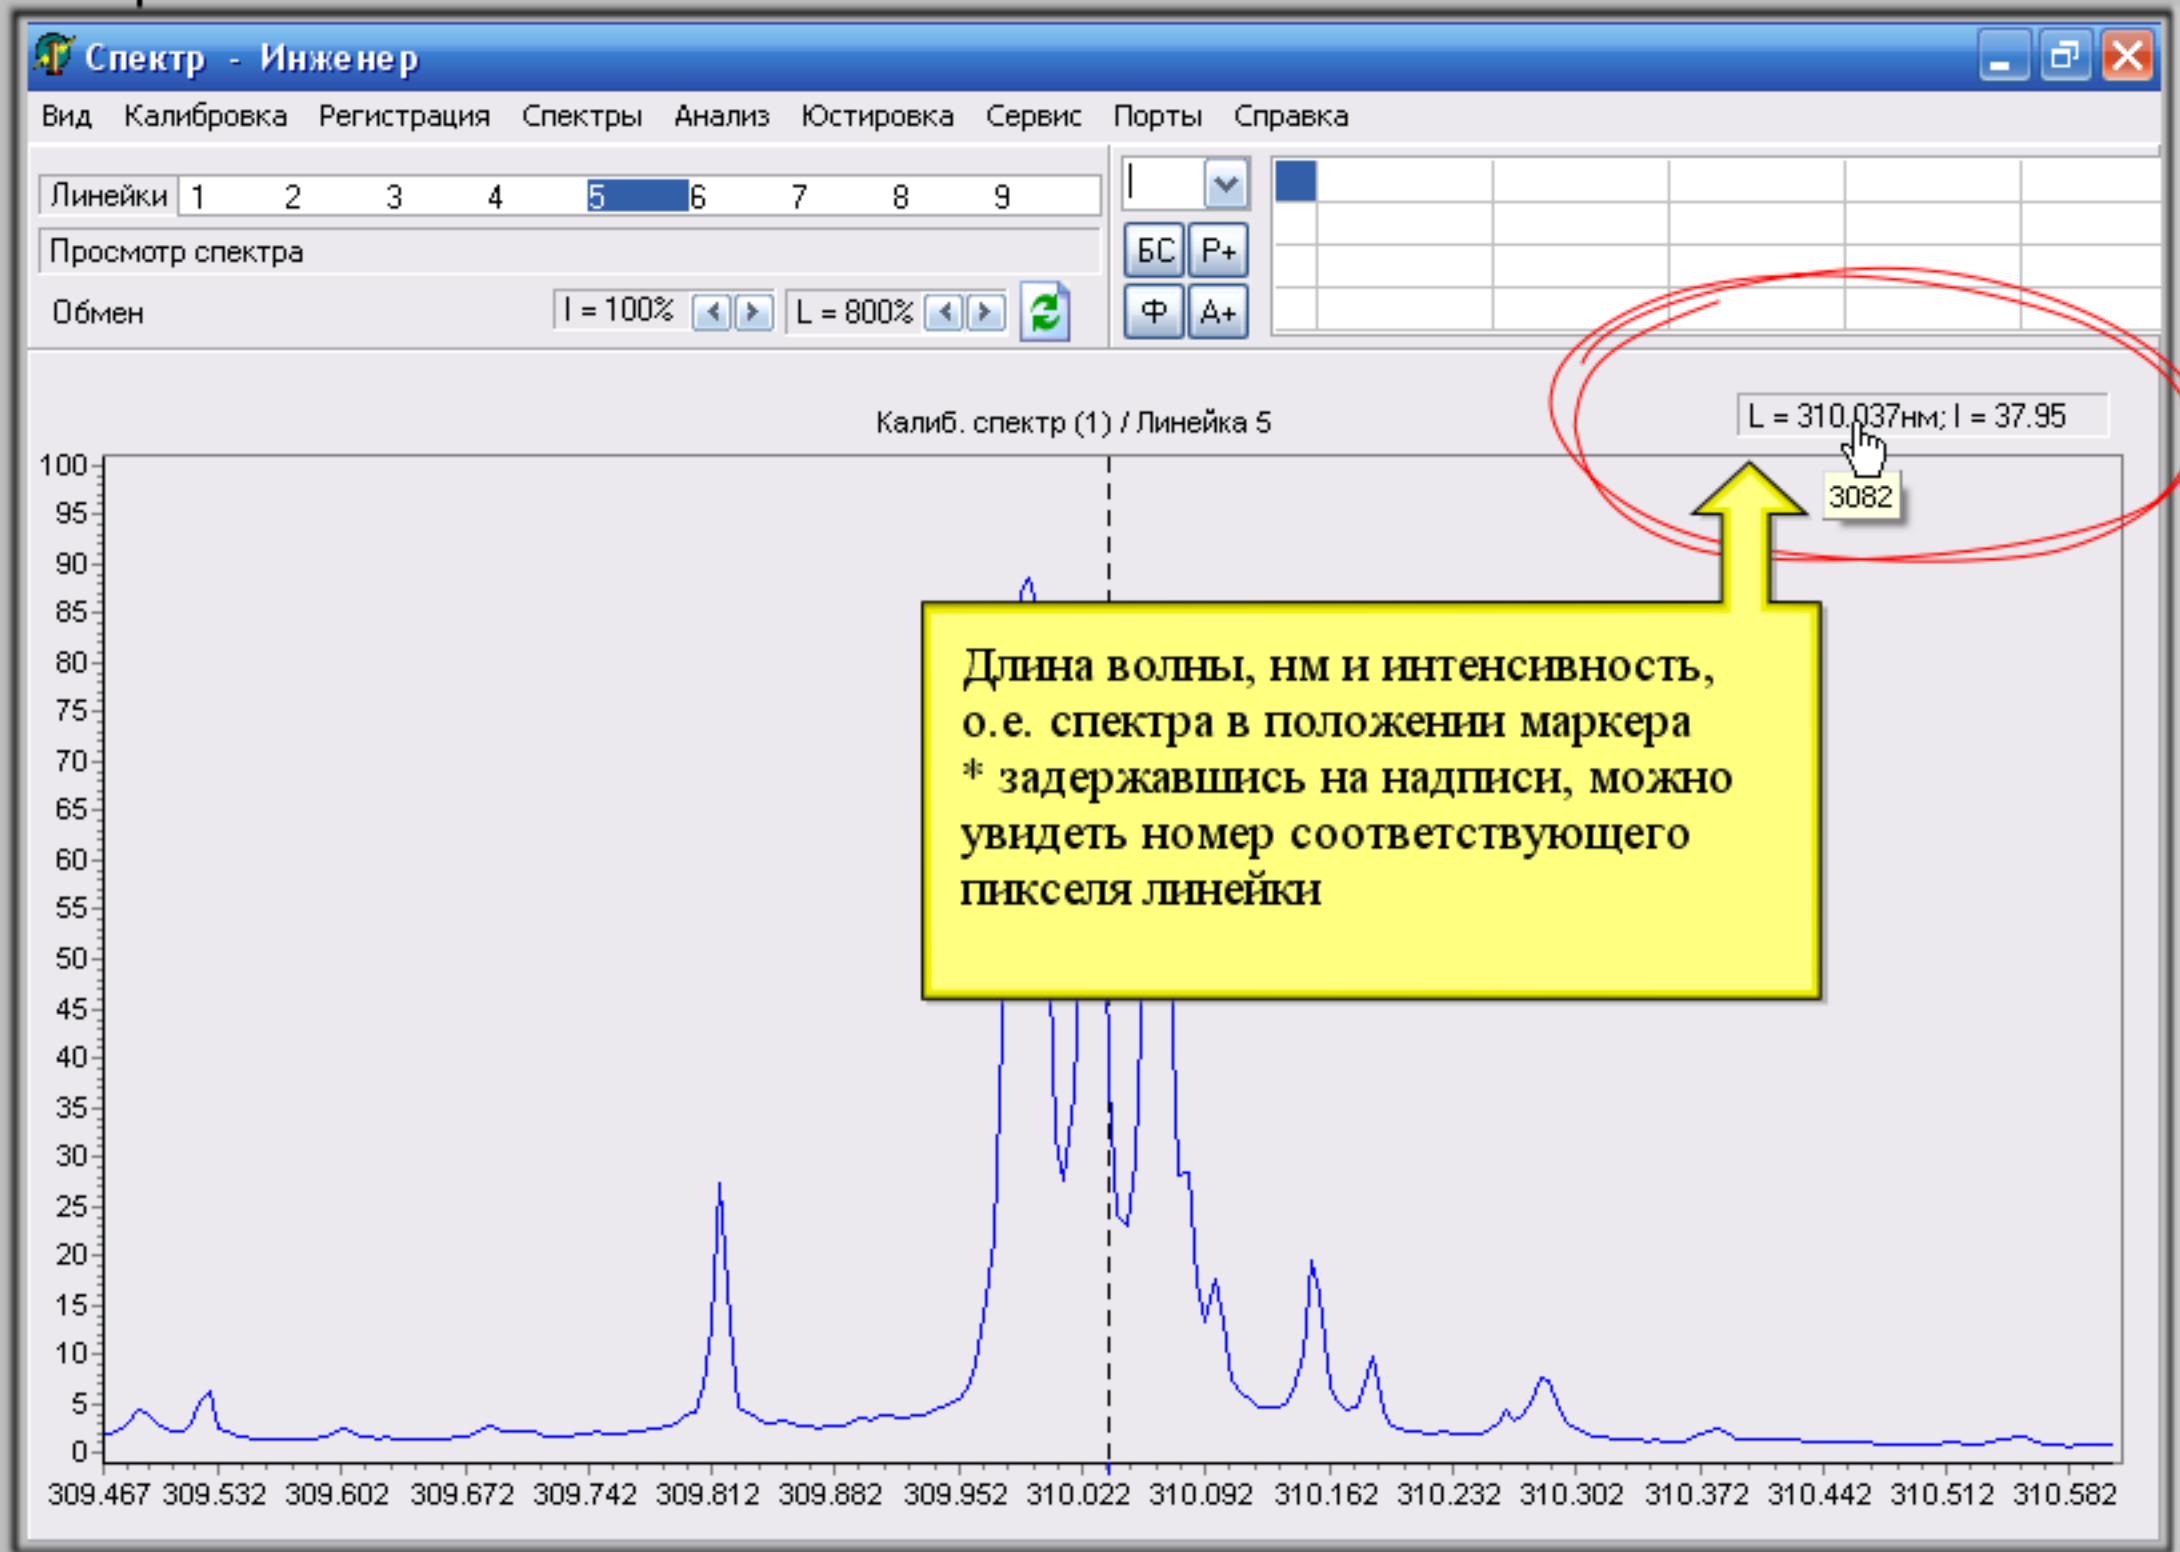 Спектр - Инженер
Вид Калибровка Регистрация Спектры Анализ Юстировка Сервис Порты Справка
Линейки 1 2 3 4 5 6 7 8 9
Просмотр спектра
БС Р+
Обмен I = 100% L = 800%
Ф А+
Калиб. спектр (1) / Линейка 5
L = 310.037нм; I = 37.95
3082
Длина волны, нм и интенсивность,
о.е. спектра в положении маркера
* задержавшись на надписи, можно
увидеть номер соответствующего
пикселя линейки
100
95
90
85
80
75
70
65
60
55
50
45
40
35
30
25
20
15
10
5
0
309.467 309.532 309.602 309.672 309.742 309.812 309.882 309.952 310.022 310.092 310.162 310.232 310.302 310.372 310.442 310.512 310.582